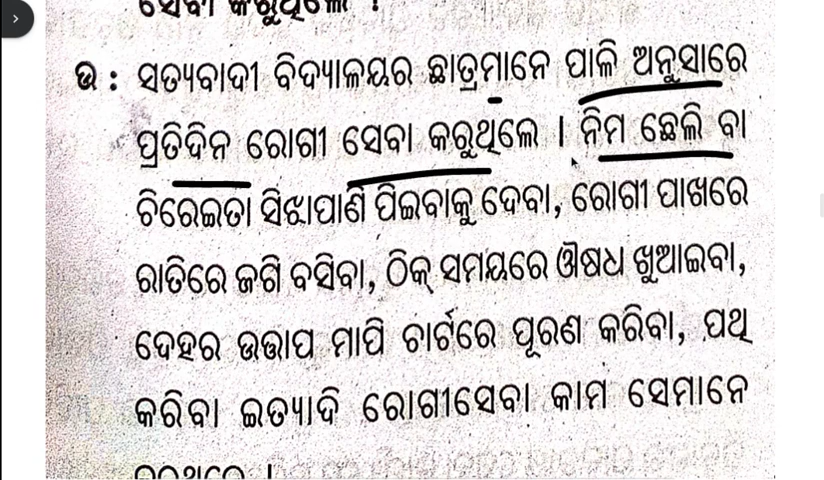 ସେବା କରୁଥିଲେ ?
ଉ : ସତ୍ୟବାଦୀ ବିଦ୍ୟାଳୟର ଛାତ୍ରମାନେ ପାଳି ଅନୁସାରେ
ପ୍ରତିଦିନ ରୋଗୀ ସେବା କରୁଥିଲେ । ନିମ ଛେଲି ବା
ଚିରେଇତା ସିଝାପାଣି ପିଇବାକୁ ଦେବା, ରୋଗୀ ପାଖରେ
ରାତିରେ ଜଗି ବସିବା, ଠିକ୍ ସମୟରେ ଔଷଧ ଖୁଆଇବା,
ଦେହର ଉତ୍ତାପ ମାପି ଚାର୍ଟରେ ପୂରଣ କରିବା, ପଥି
କରିବା ଇତ୍ୟାଦି ରୋଗୀସେବା କାମ ସେମାନେ